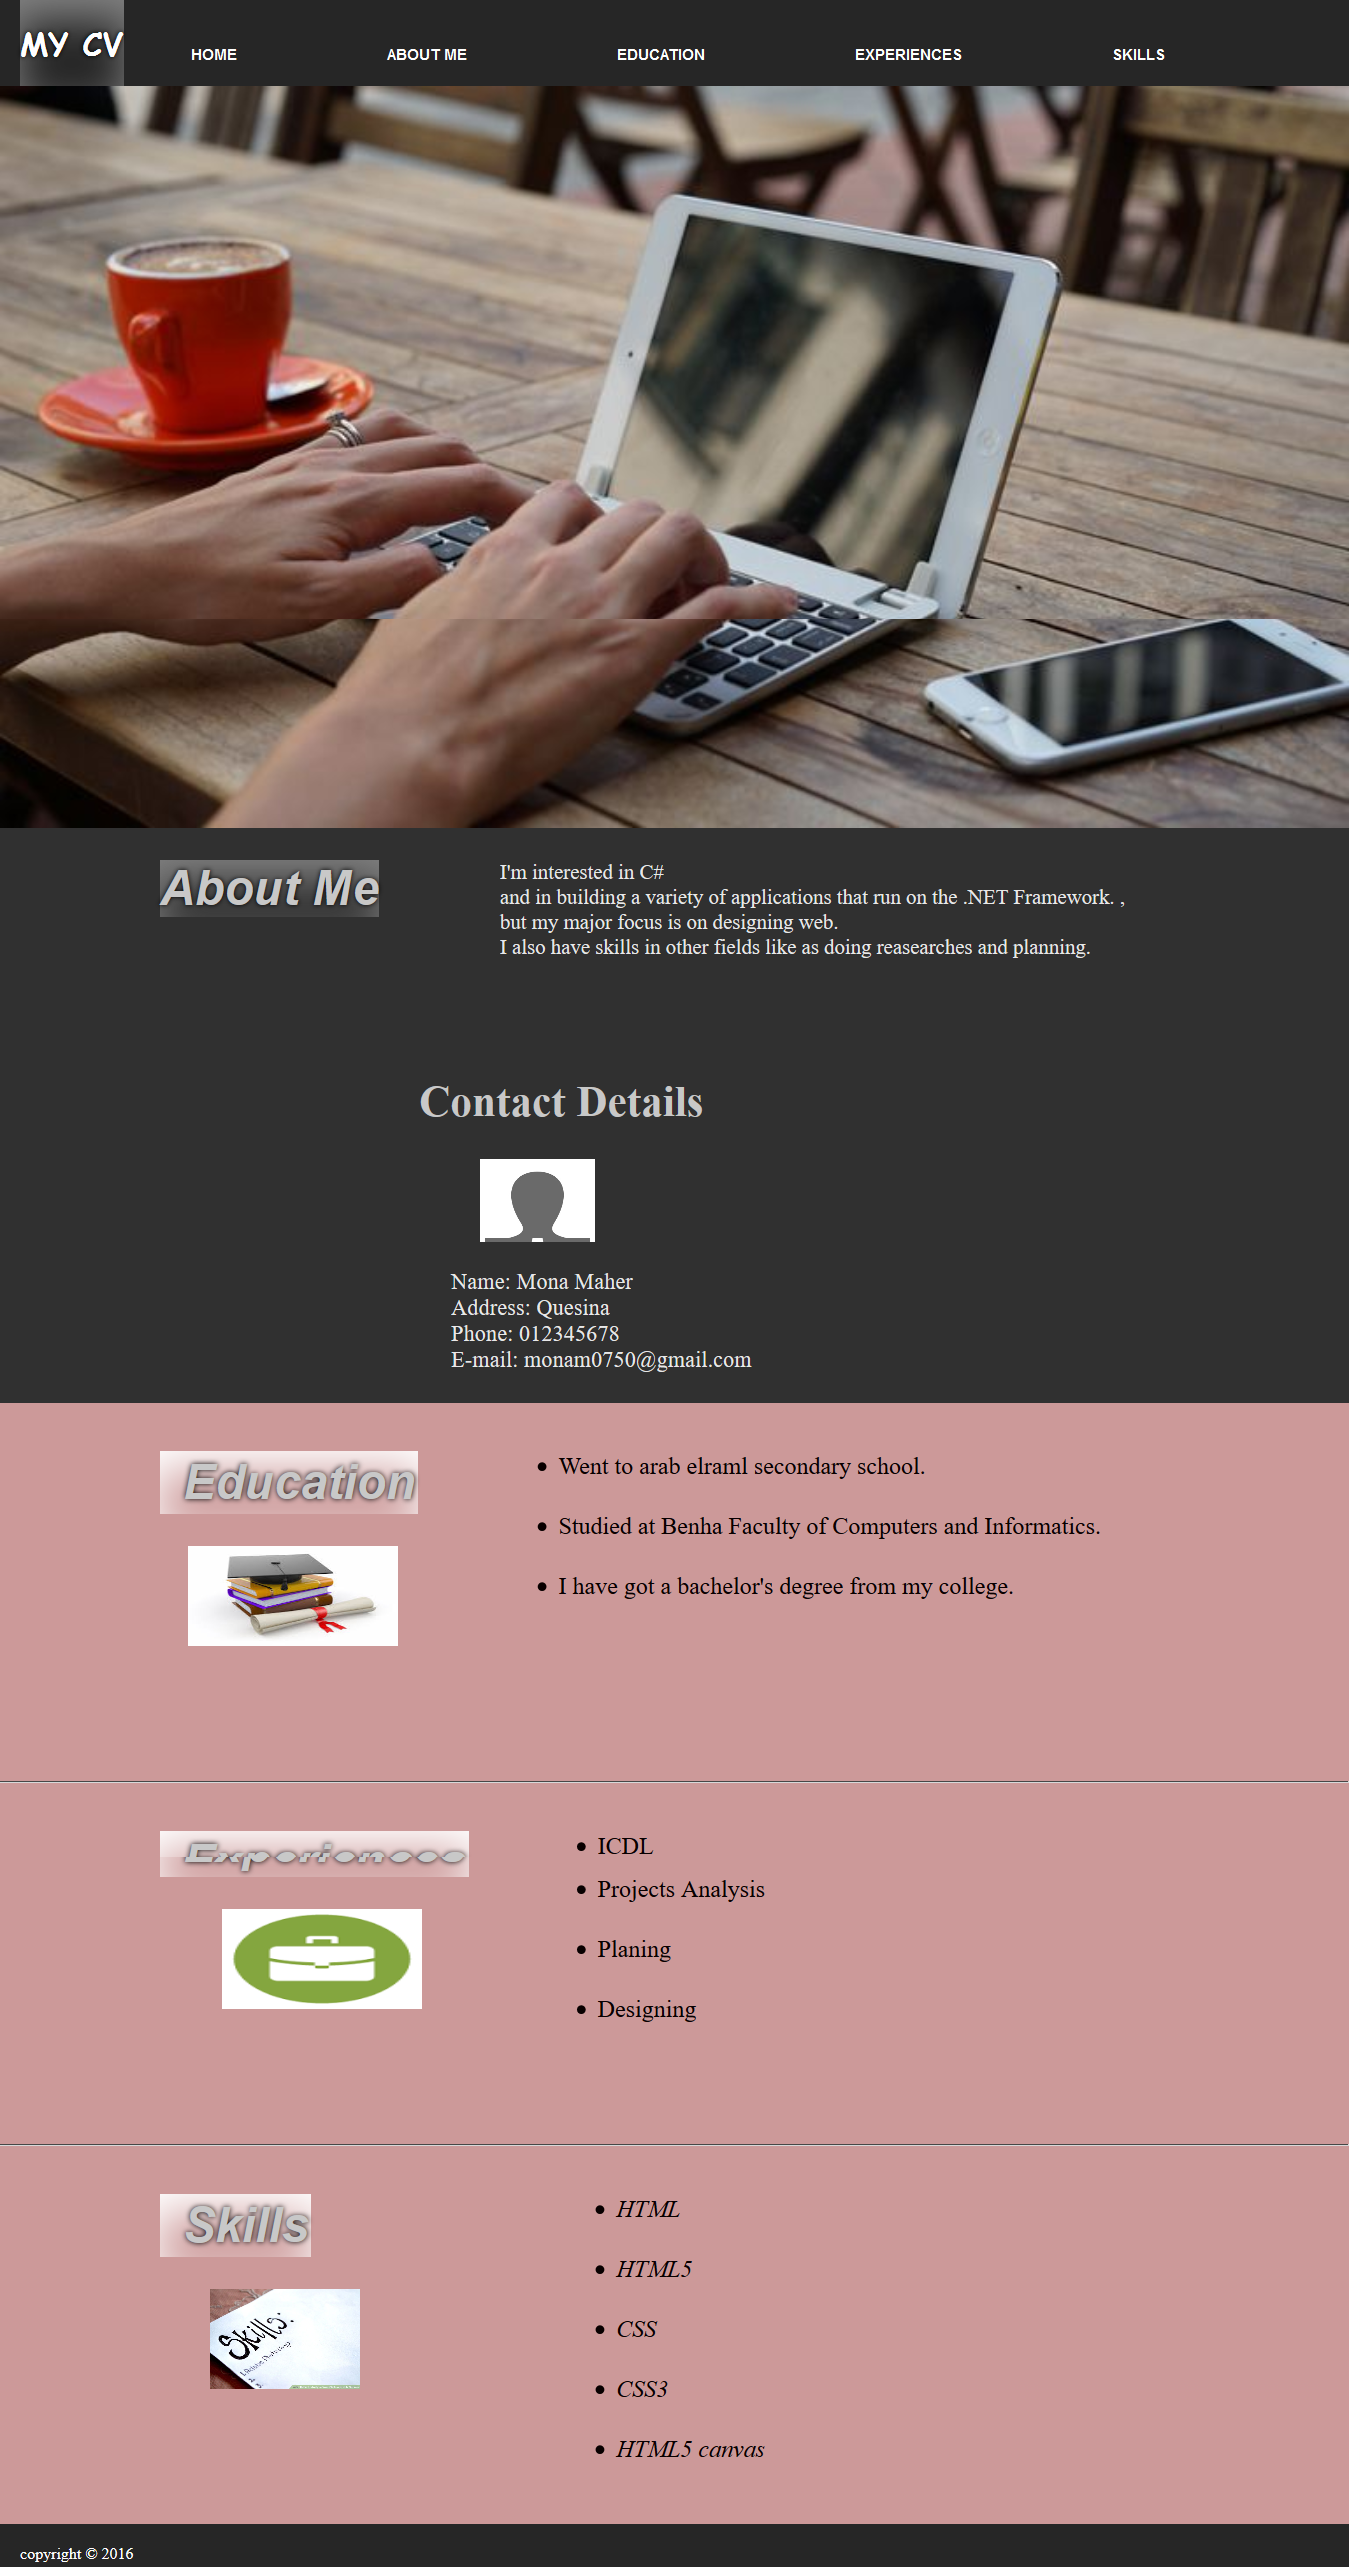 MY CV
HOME
ABOUT ME
EDUCATION
EXPERIENCES
SKILLS
About Me
I'm interested in C#
and in building a variety of applications that run on the .NET Framework. ,
but my major focus is on designing web.
I also have skills in other fields like as doing reasearches and planning.
Contact Details
Name: Mona Maher
Address: Quesina
Phone: 012345678
E-mail: monam0750@gmail.com
Education
Went to arab elraml secondary school.
Studied at Benha Faculty of Computers and Informatics.
I have got a bachelor's degree from my college.
ICDL
Projects Analysis
Planing
Designing
Skills
Skills:
HTML
HTML5
CSS
CSS3
HTML5 canvas
copyright © 2016